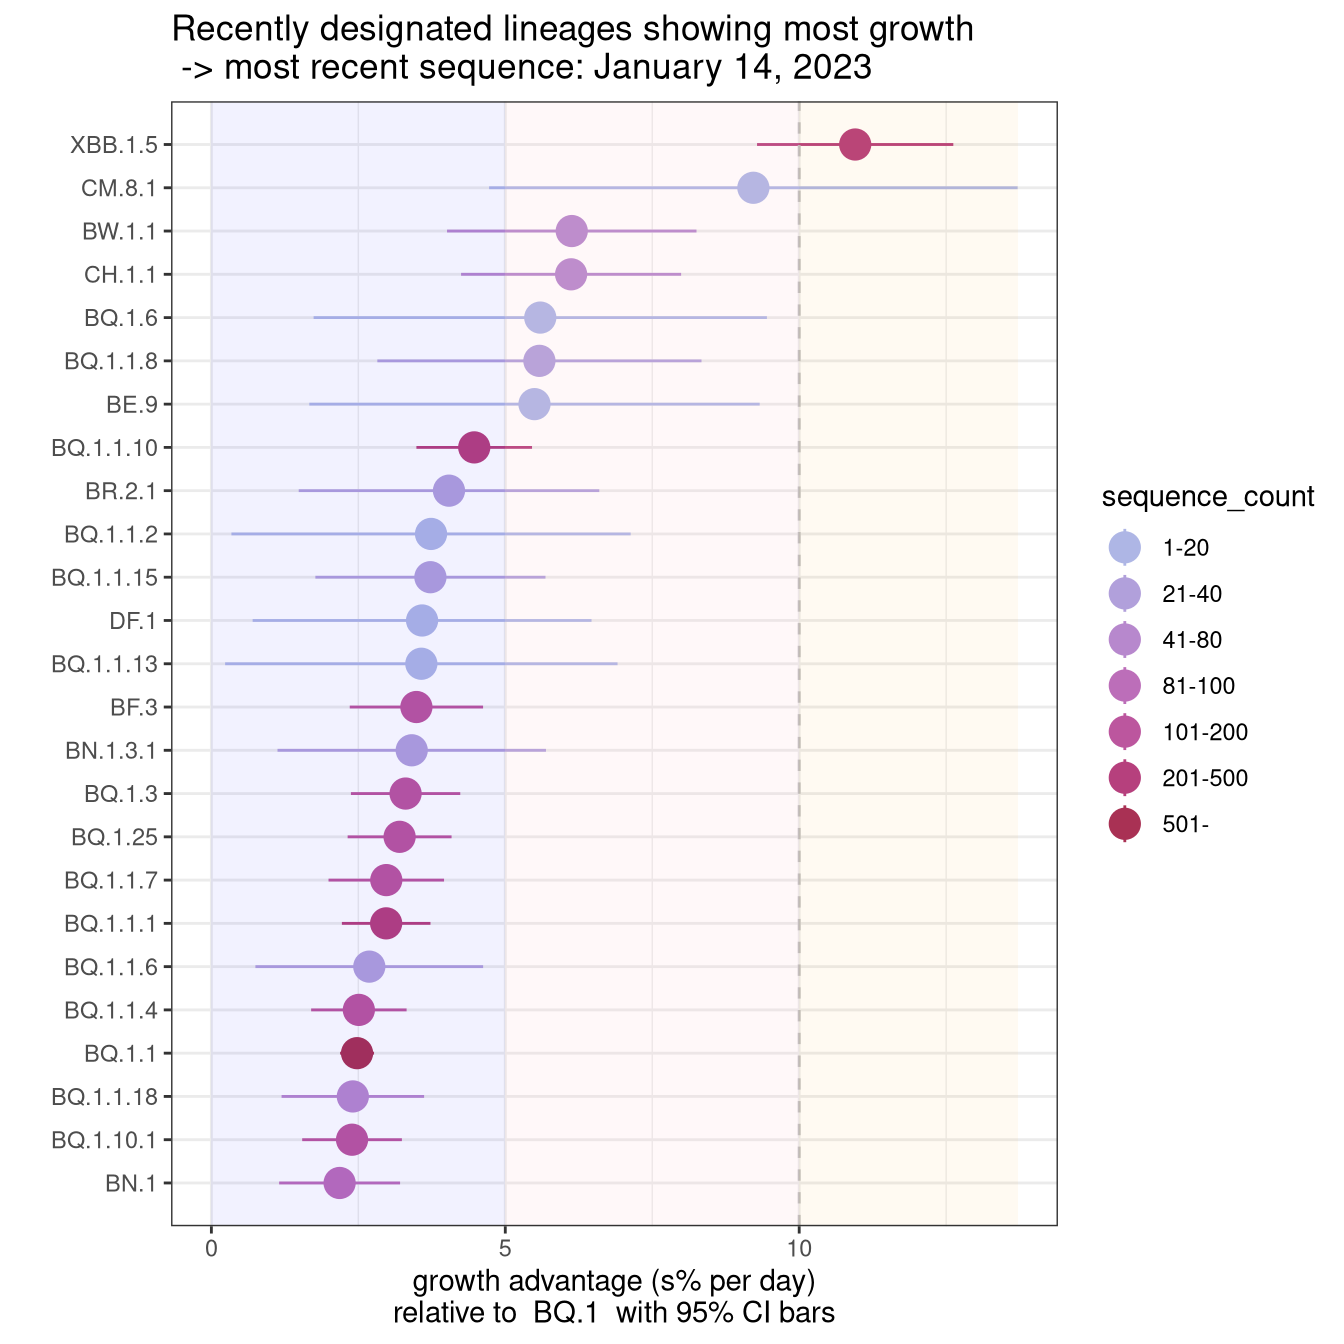 Recently designated lineages showing most growth
-> most recent sequence: January 14, 2023
XBB.1.5
CM.8.1
BW.1.1
CH.1.1
BQ.1.6
BQ.1.1.8
BE.9
BQ.1.1.10
BR.2.1
BQ.1.1.2
BQ.1.1.15
DF.1
BQ.1.1.13
BF.3
BN.1.3.1
BQ.1.3
BQ.1.25
BQ.1.1.7
BQ.1.1.1
BQ.1.1.6
BQ.1.1.4
BQ.1.1
BQ.1.1.18
BQ.1.10.1
BN.1
0 5 10
growth advantage (s% per day)
relative to BQ.1 with 95% CI bars
sequence_count
1-20
21-40
41-80
81-100
101-200
201-500
501-